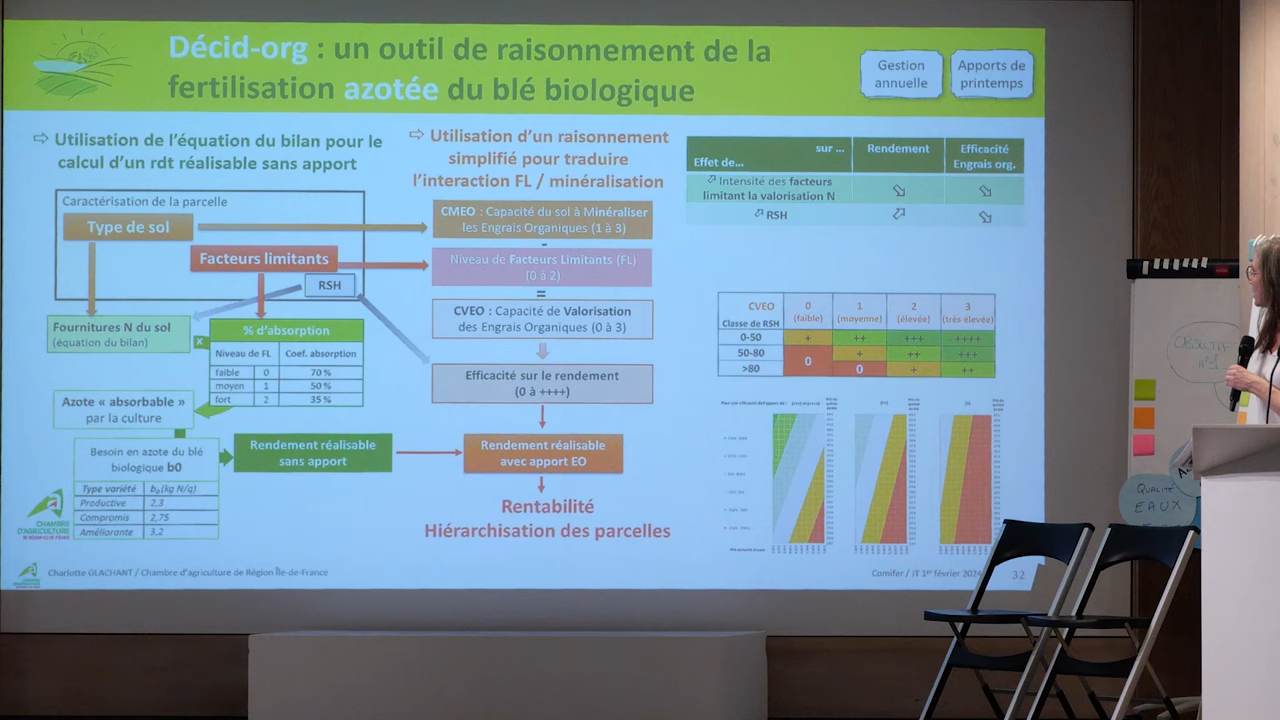 Décid-org : un outil de raisonnement de la
fertilisation azotée du blé biologique
Gestion
annuelle
Apports de
printemps
⇨ Utilisation de l'équation du bilan pour le
calcul d'un rdt réalisable sans apport
Caractérisation de la parcelle
Type de sol
Facteurs limitants
RSH
Fournitures N du sol
(équation du bilan)
x
% d'absorption
Niveau de FL Coef. absorption
faible 0 70 %
moyen 1 50 %
fort 2 35 %
Azote « absorbable »
par la culture
Besoin en azote du blé
biologique b0
Type variété b₀(kg N/q)
Productive 2,3
Compromis 2,75
Améliorante 3,2
Rendement réalisable
sans apport
⇨ Utilisation d'un raisonnement
simplifié pour traduire
l'interaction FL / minéralisation
CMEO : Capacité du sol à Minéraliser
les Engrais Organiques (1 à 3)
-
Niveau de Facteurs Limitants (FL)
(0 à 2)
=
CVEO : Capacité de Valorisation
des Engrais Organiques (0 à 3)
Efficacité sur le rendement
(0 à ++++)
Rendement réalisable
avec apport EO
Rentabilité
Hiérarchisation des parcelles
sur ... Rendement Efficacité
Effet de... Engrais org.
Intensité des facteurs
limitant la valorisation N
RSH
CVEO 0 1 2 3
Classe de RSH (faible) (moyenne) (élevée) (très élevée)
0-50 + ++ +++ ++++
50-80 0 + ++ +++
>80 0 + ++
CHAMBRE
D'AGRICULTURE
Charlotte GLACHANT / Chambre d'agriculture de Région Île-de-France
Comifer / JT 1er février 2024
32
OBJECTIF
N°1
QUALITÉ
EAUX